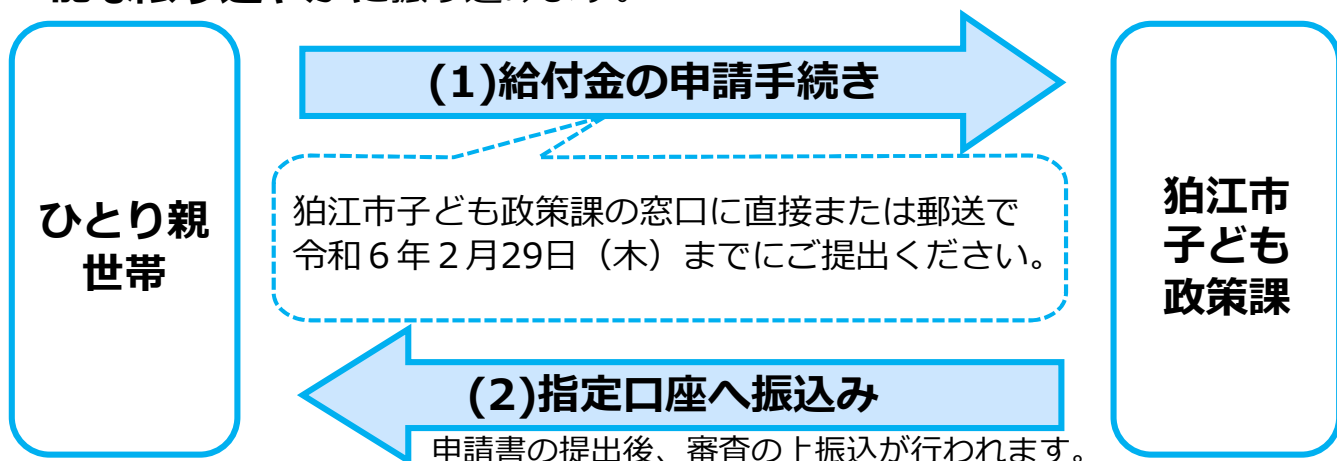 (1)給付金の申請手続き
ひとり親
世帯
狛江市子ども政策課の窓口に直接または郵送で
令和６年２月29日（木）までにご提出ください。
狛江市
子ども
政策課
(2)指定口座へ振込み
申請書の提出後、審査の上振込が行われます。